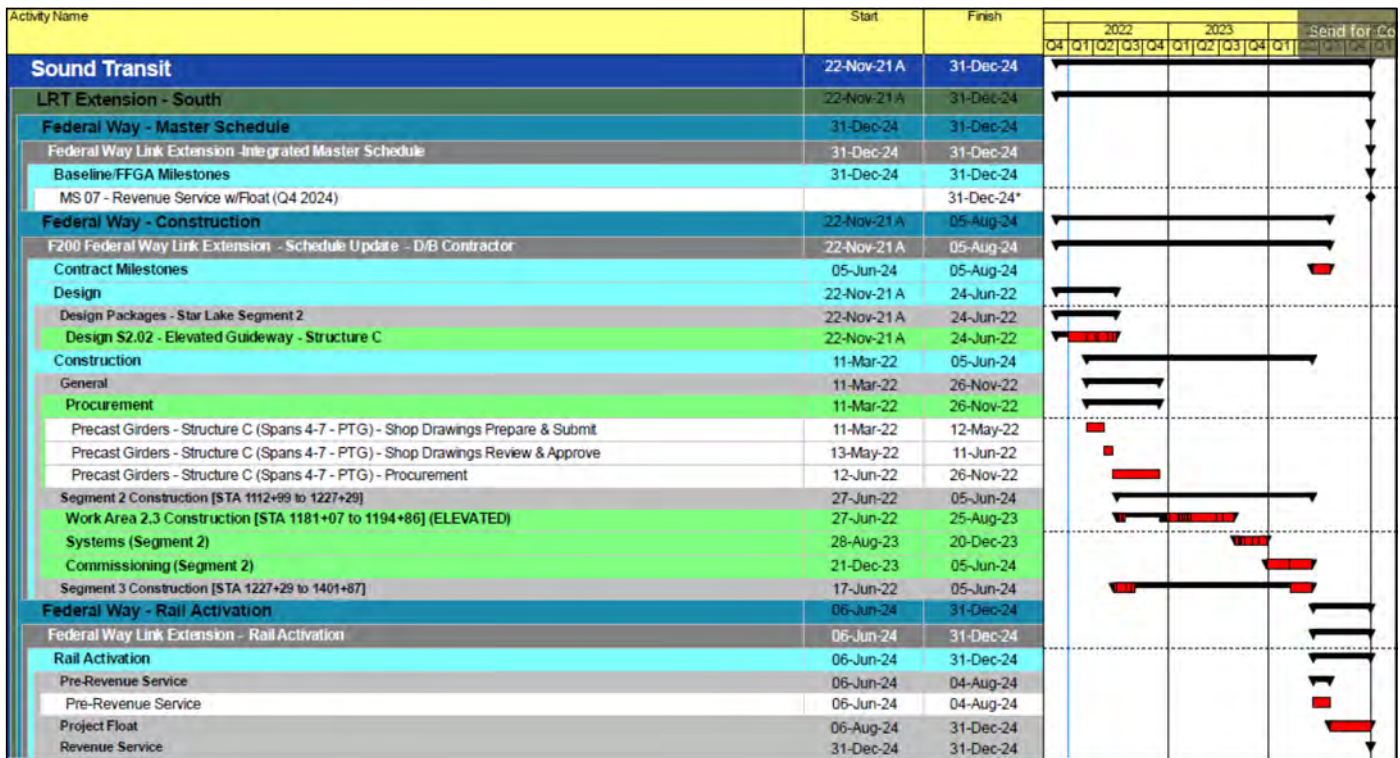 Activity Name Start Finish
2022 2023 Send for Co
Q4 Q1 Q2 Q3 Q4 Q1 Q2 Q3 Q4 Q1
Sound Transit 22-Nov-21 A 31-Dec-24
LRT Extension - South 22-Nov-21 A 31-Dec-24
Federal Way - Master Schedule 31-Dec-24 31-Dec-24
Federal Way Link Extension -Integrated Master Schedule 31-Dec-24 31-Dec-24
Baseline/FFGA Milestones 31-Dec-24 31-Dec-24
MS 07 - Revenue Service w/Float (Q4 2024) 31-Dec-24*
Federal Way - Construction 22-Nov-21 A 05-Aug-24
F200 Federal Way Link Extension - Schedule Update - D/B Contractor 22-Nov-21 A 05-Aug-24
Contract Milestones 05-Jun-24 05-Aug-24
Design 22-Nov-21 A 24-Jun-22
Design Packages - Star Lake Segment 2 22-Nov-21 A 24-Jun-22
Design S2.02 - Elevated Guideway - Structure C 22-Nov-21 A 24-Jun-22
Construction 11-Mar-22 05-Jun-24
General 11-Mar-22 26-Nov-22
Procurement 11-Mar-22 26-Nov-22
Precast Girders - Structure C (Spans 4-7 - PTG) - Shop Drawings Prepare & Submit 11-Mar-22 12-May-22
Precast Girders - Structure C (Spans 4-7 - PTG) - Shop Drawings Review & Approve 13-May-22 11-Jun-22
Precast Girders - Structure C (Spans 4-7 - PTG) - Procurement 12-Jun-22 26-Nov-22
Segment 2 Construction [STA 1112+99 to 1227+29] 27-Jun-22 05-Jun-24
Work Area 2.3 Construction [STA 1181+07 to 1194+86] (ELEVATED) 27-Jun-22 25-Aug-23
Systems (Segment 2) 28-Aug-23 20-Dec-23
Commissioning (Segment 2) 21-Dec-23 05-Jun-24
Segment 3 Construction [STA 1227+29 to 1401+87] 17-Jun-22 05-Jun-24
Federal Way - Rail Activation 06-Jun-24 31-Dec-24
Federal Way Link Extension - Rail Activation 06-Jun-24 31-Dec-24
Rail Activation 06-Jun-24 31-Dec-24
Pre-Revenue Service 06-Jun-24 04-Aug-24
Pre-Revenue Service 06-Jun-24 04-Aug-24
Project Float 06-Aug-24 31-Dec-24
Revenue Service 31-Dec-24 31-Dec-24